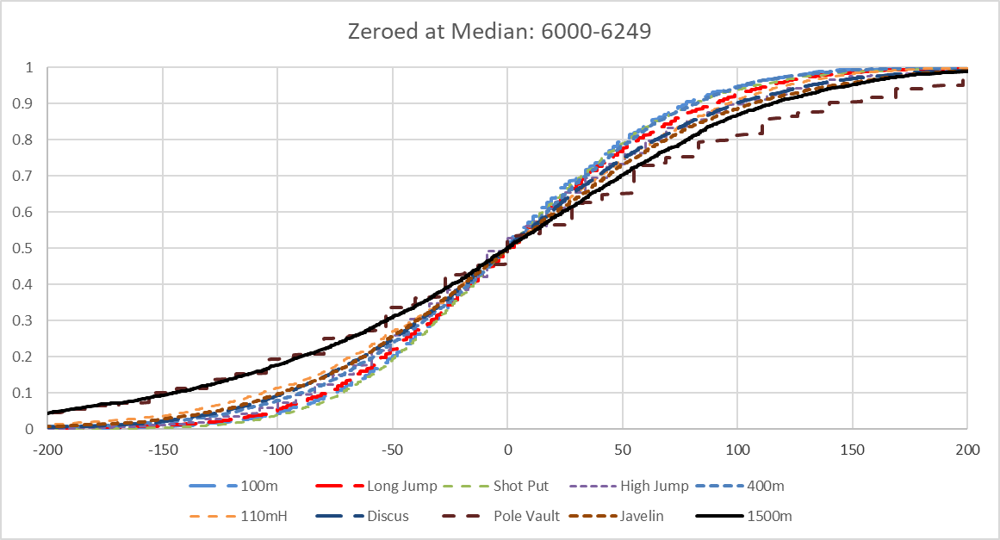 Zeroed at Median: 6000-6249
1
0.9
0.8
0.7
0.6
0.5
0.4
0.3
0.2
0.1
0
-200 -150 -100 -50 0 50 100 150 200
100m Long Jump Shot Put High Jump 400m
110mH Discus Pole Vault Javelin 1500m